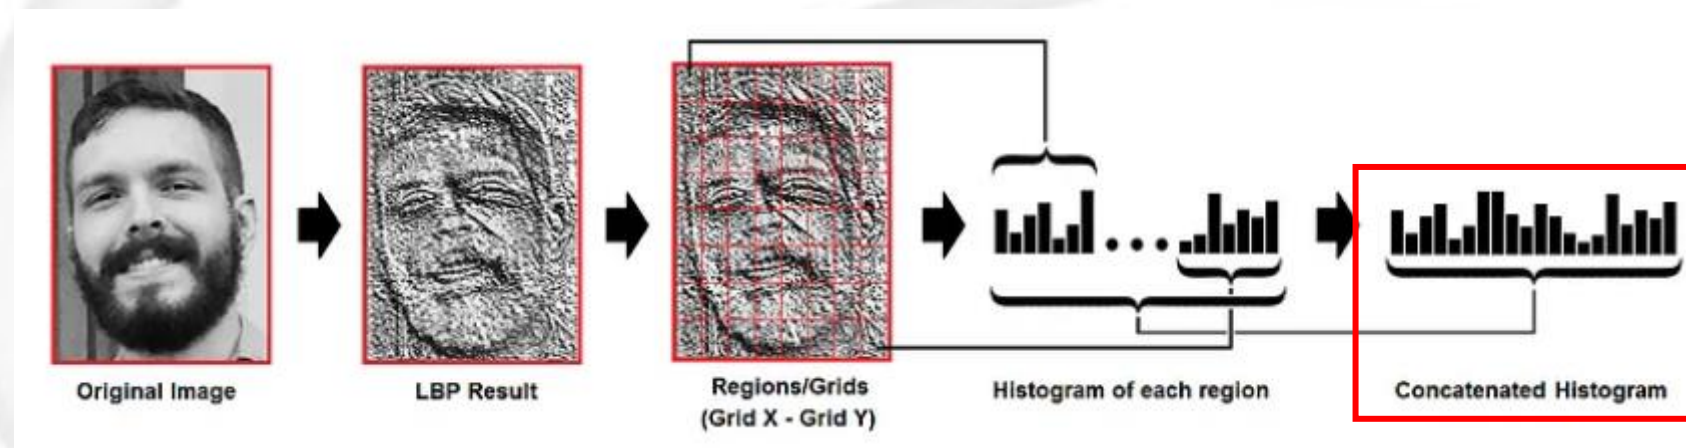 Original Image
LBP Result
Regions/Grids
(Grid X - Grid Y)
Histogram of each region
Concatenated Histogram